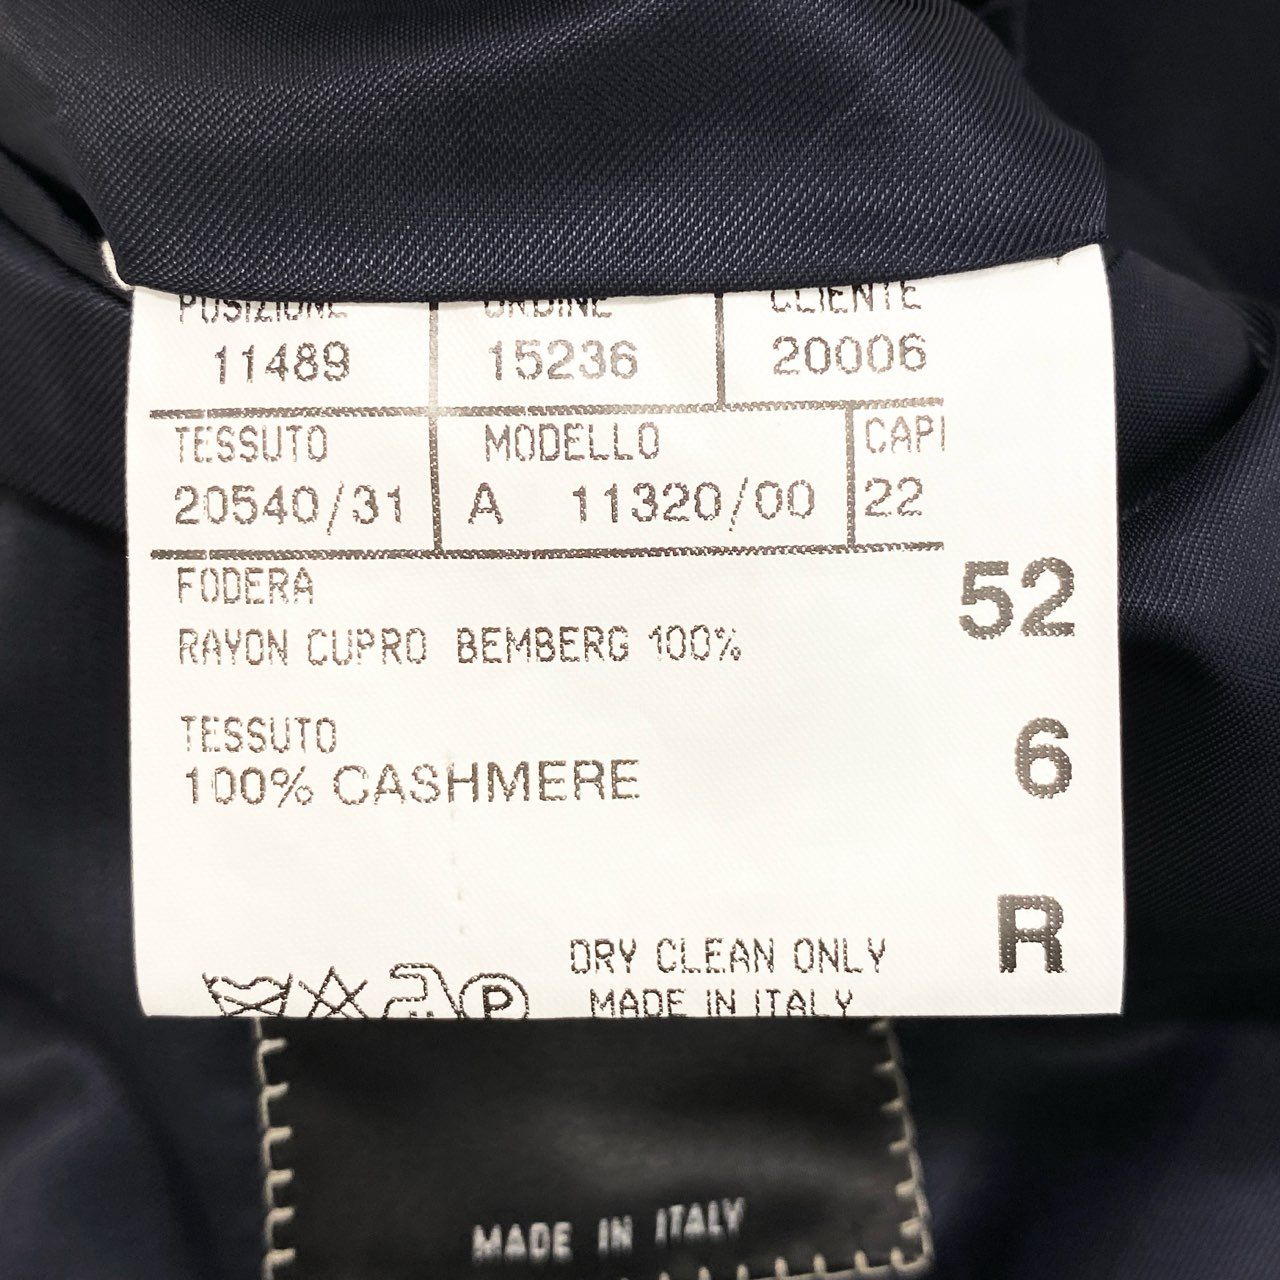 POSIZIONE ORDINE CLIENTE
11489 15236 20006
TESSUTO MODELLO CAPI
20540/31 A 11320/00 22
52
FODERA
RAYON CUPRO BEMBERG 100%
TESSUTO
100% CASHMERE
6
R
DRY CLEAN ONLY
P
MADE IN ITALY
MADE IN ITALY